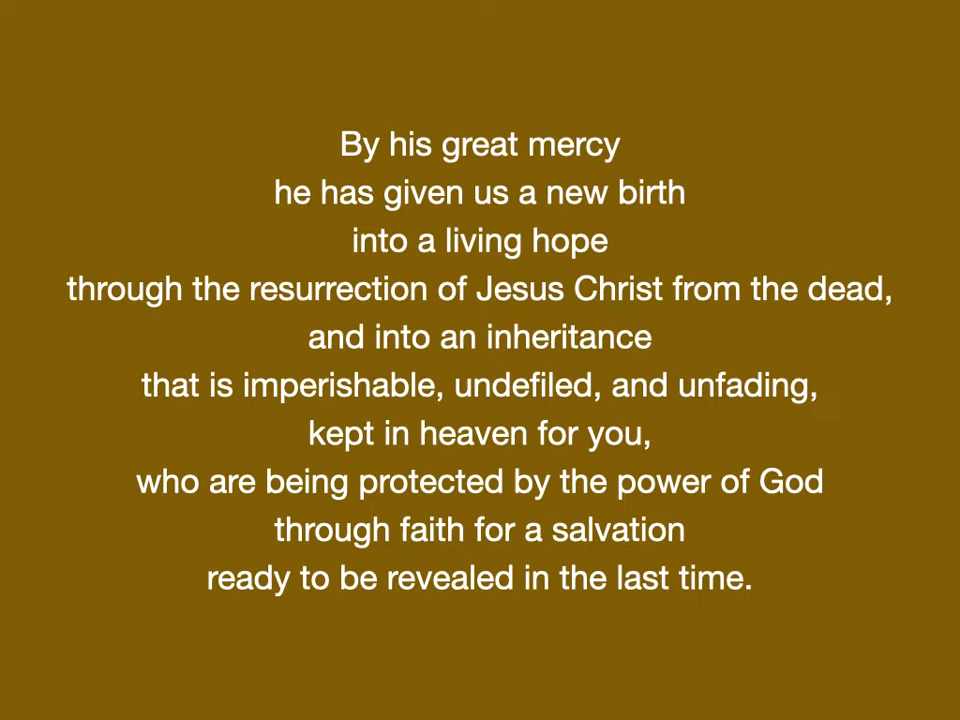 By his great mercy
he has given us a new birth
into a living hope
through the resurrection of Jesus Christ from the dead,
and into an inheritance
that is imperishable, undefiled, and unfading,
kept in heaven for you,
who are being protected by the power of God
through faith for a salvation
ready to be revealed in the last time.